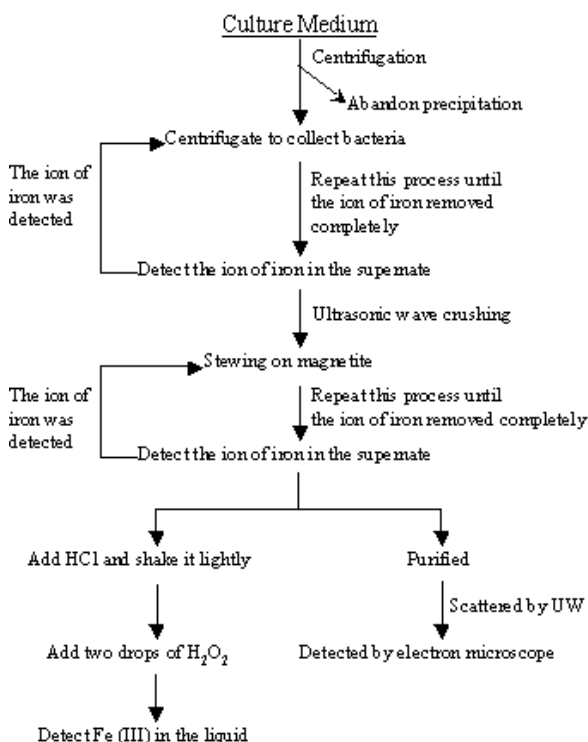 Culture Medium
Centrifugation
Abandon precipitation
Centrifugate to collect bacteria
The ion of
iron was
detected
Repeat this process until
the ion of iron removed
completely
Detect the ion of iron in the supernate
Ultrasonic wave crushing
Stewing on magnetite
The ion of
iron was
detected
Repeat this process until
the ion of iron removed completely
Detect the ion of iron in the supernate
Add HCl and shake it lightly
Purified
Scattered by UW
Add two drops of H₂O₂
Detected by electron microscope
Detect Fe (III) in the liquid